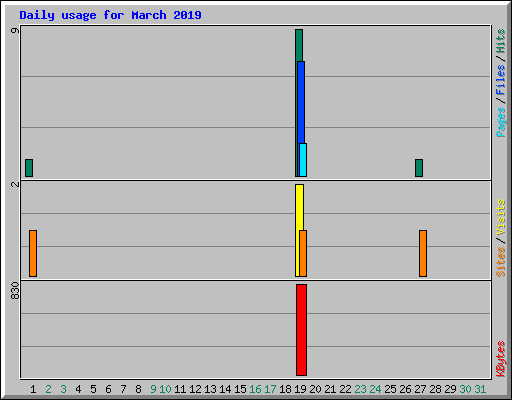 Daily usage for March 2019
9
2
830
Pages / Files / Hits
Sites / Visits
KBytes
1 2 3 4 5 6 7 8 9 10 11 12 13 14 15 16 17 18 19 20 21 22 23 24 25 26 27 28 29 30 31